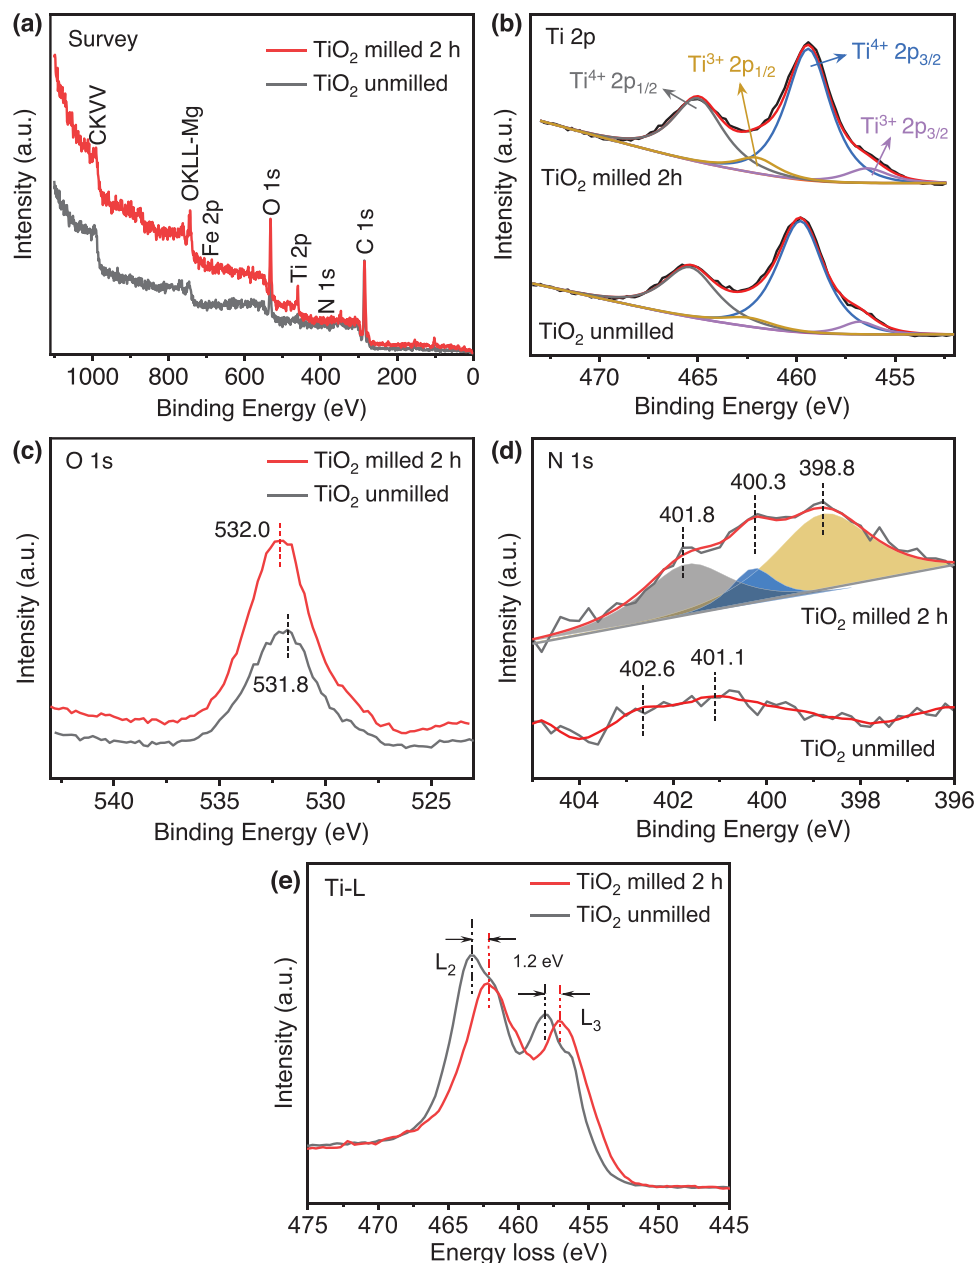 (a)
Survey
TiO2 milled 2 h
TiO2 unmilled
CKVV
OKLL-Mg
Fe 2p
O 1s
Ti 2p
N 1s
C 1s
Intensity (a.u.)
1000 800 600 400 200 0
Binding Energy (eV)
(b)
Ti 2p
Ti4+ 2p1/2
Ti3+ 2p1/2
Ti4+ 2p3/2
Ti3+ 2p3/2
TiO2 milled 2h
TiO2 unmilled
Intensity (a.u.)
470 465 460 455
Binding Energy (eV)
(c)
O 1s
TiO2 milled 2 h
TiO2 unmilled
532.0
531.8
Intensity (a.u.)
540 535 530 525
Binding Energy (eV)
(d)
N 1s
398.8
400.3
401.8
TiO2 milled 2 h
402.6
401.1
TiO2 unmilled
Intensity (a.u.)
404 402 400 398 396
Binding Energy (eV)
(e)
Ti-L
TiO2 milled 2 h
TiO2 unmilled
L2
1.2 eV
L3
Intensity (a.u.)
475 470 465 460 455 450 445
Energy loss (eV)